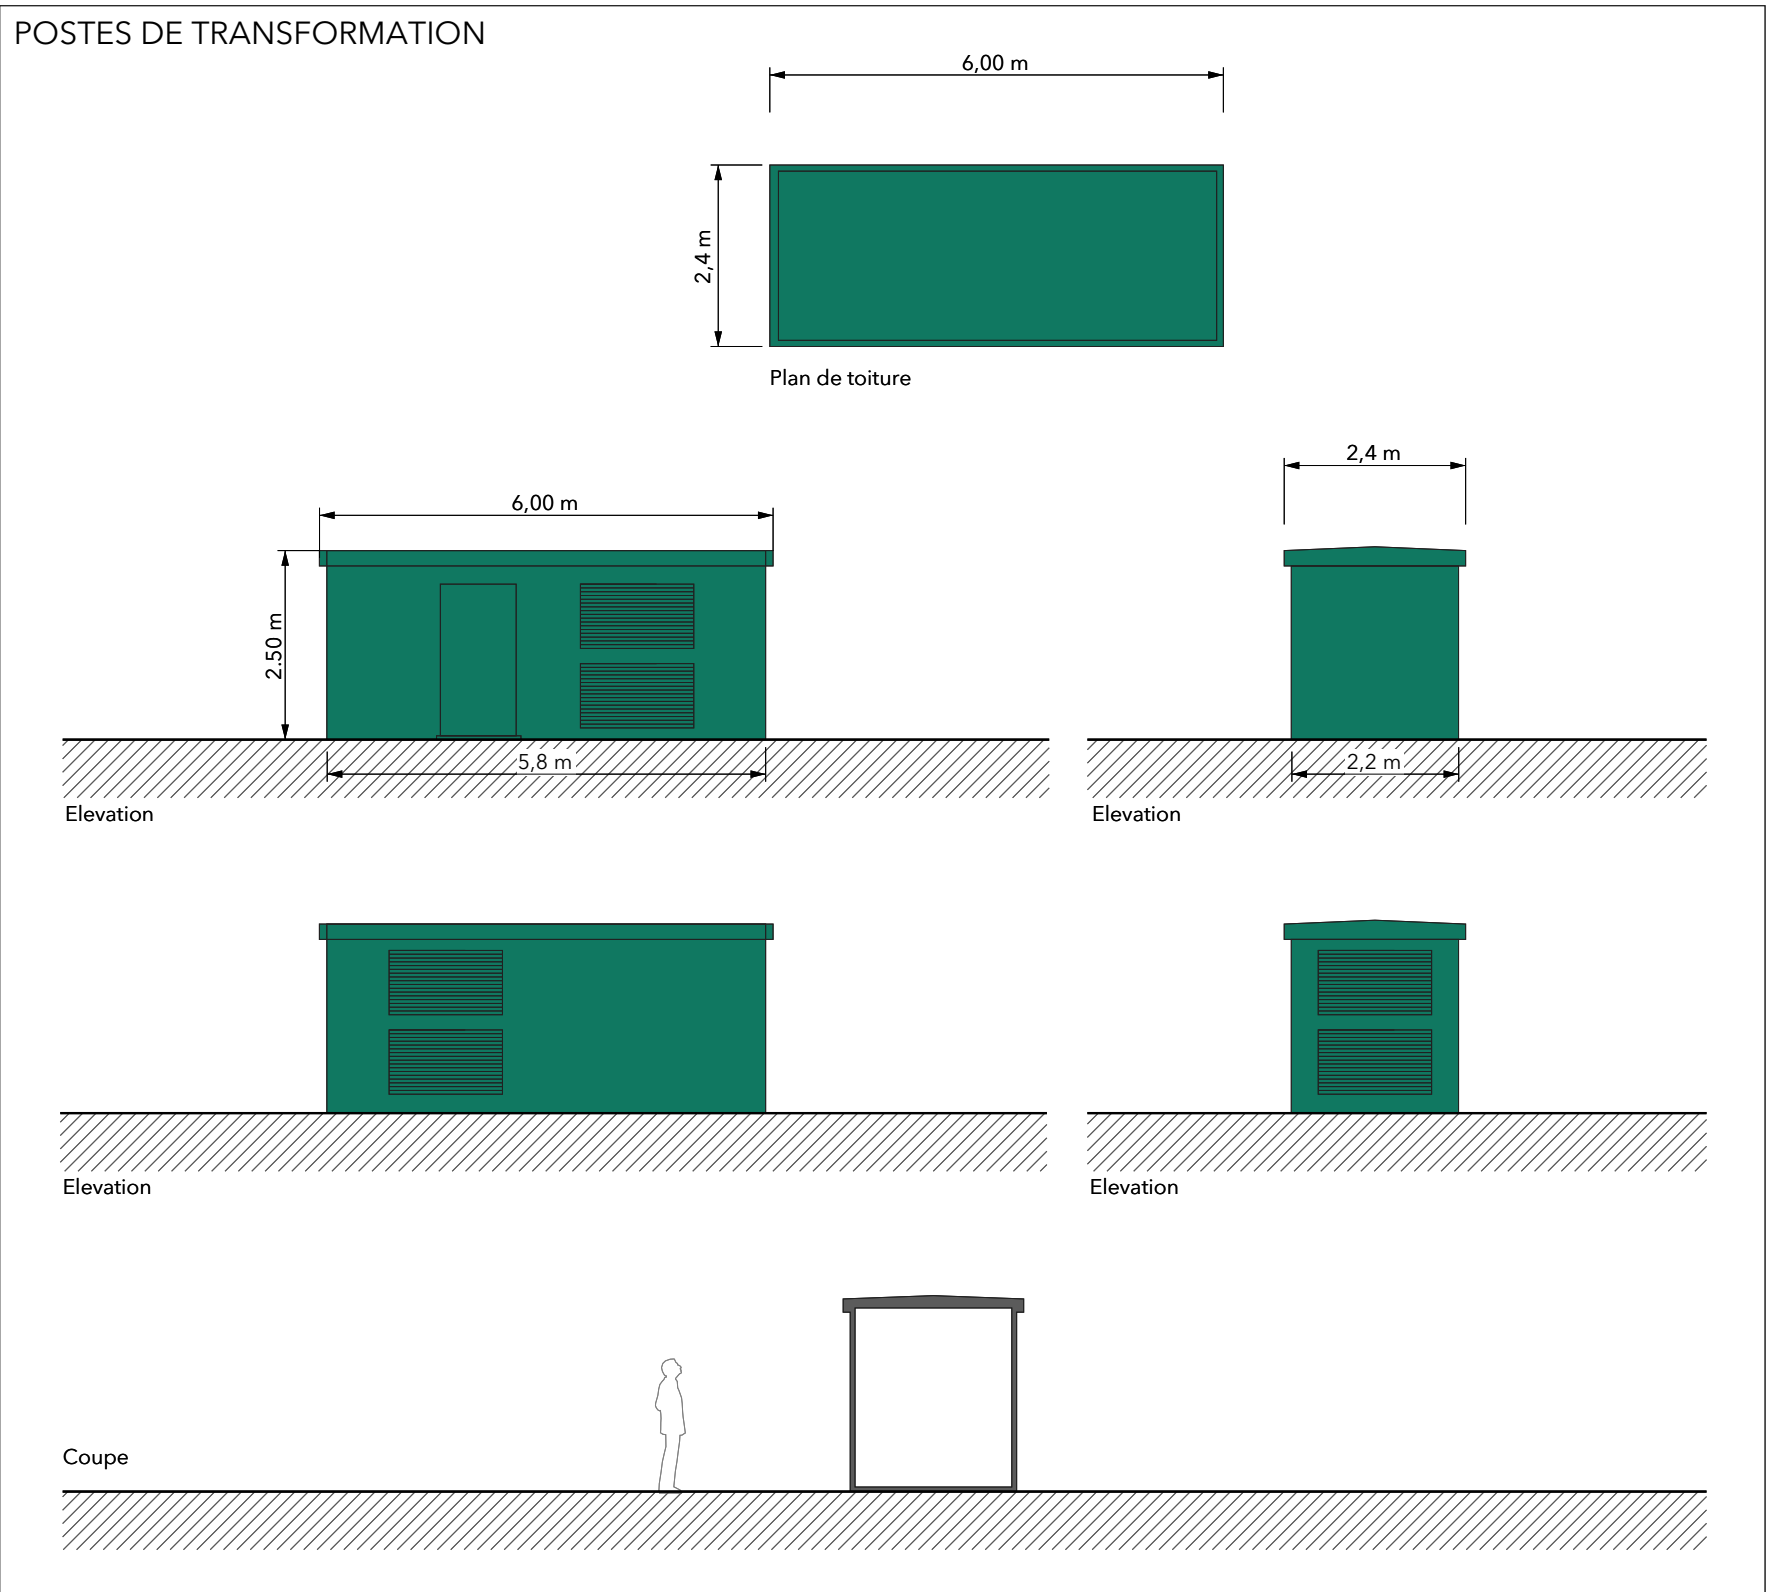 POSTES DE TRANSFORMATION
6,00 m
2,4 m
Plan de toiture
2,4 m
6,00 m
2.50 m
5,8 m
2,2 m
Elevation
Elevation
Elevation
Elevation
Coupe